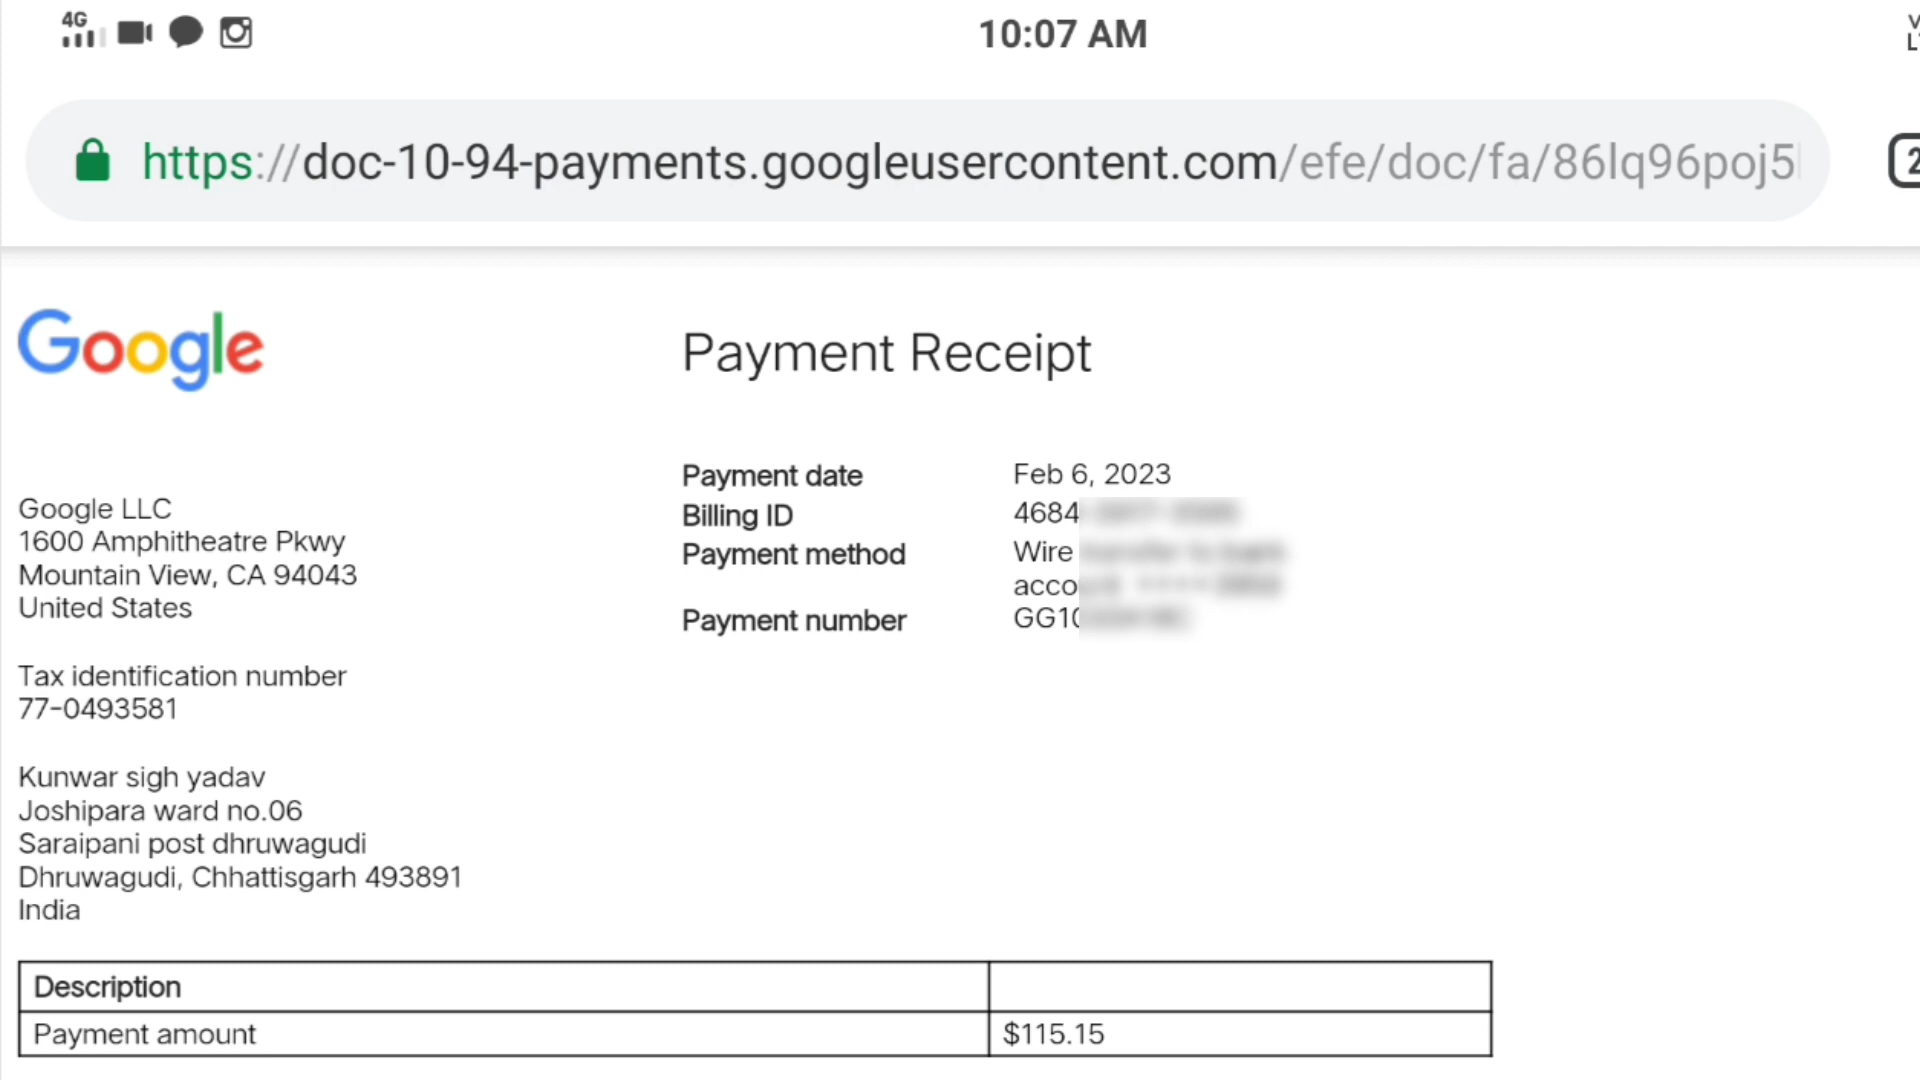 4G
10:07 AM
https://doc-10-94-payments.googleusercontent.com/efe/doc/fa/86lq96poj5
2
Google
Payment Receipt
Payment date Feb 6, 2023
Billing ID 4684
Payment method Wire
Payment number GG10
Google LLC
1600 Amphitheatre Pkwy
Mountain View, CA 94043
United States
Tax identification number
77-0493581
Kunwar sigh yadav
Joshipara ward no.06
Saraipani post dhruwagudi
Dhruwagudi, Chhattisgarh 493891
India
Description
Payment amount $115.15